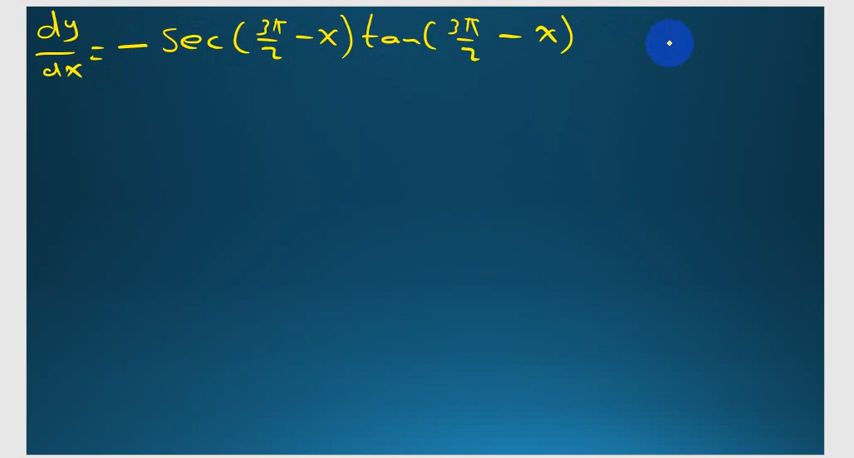 dy/dx = − sec(3π/2 − x) tan(3π/2 − x)